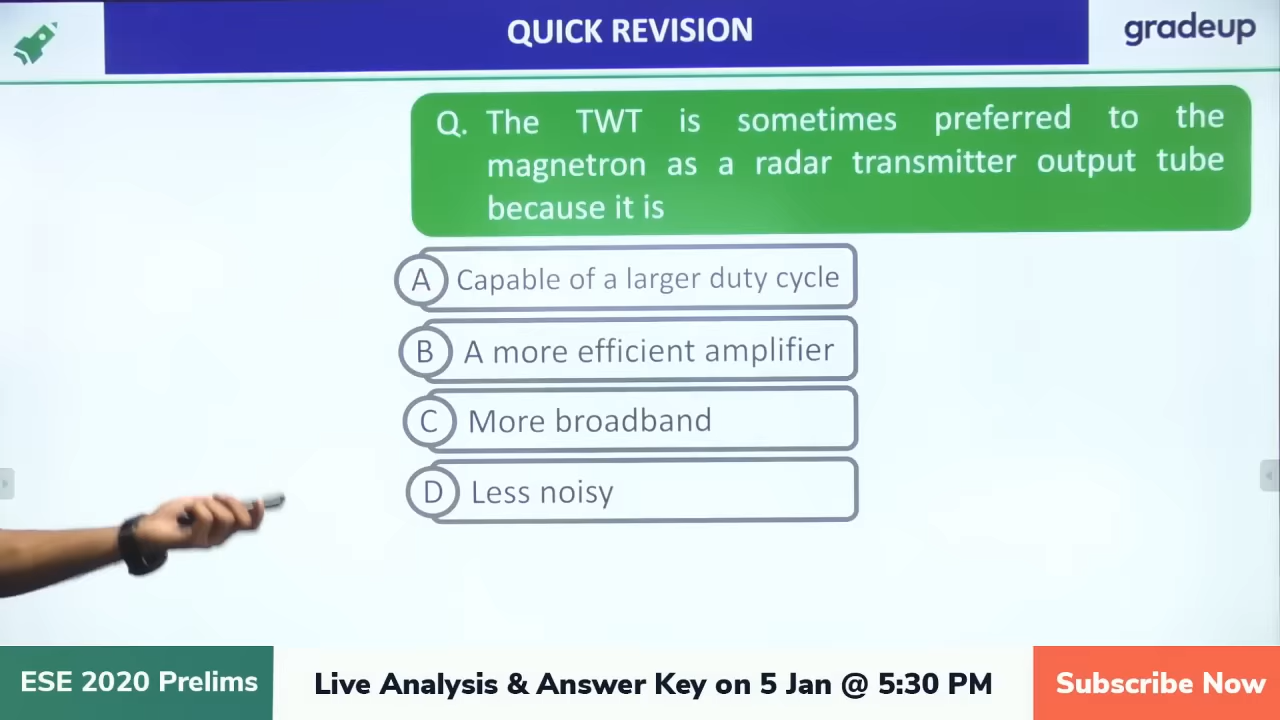 QUICK REVISION
gradeup
Q. The TWT is sometimes preferred to the
magnetron as a radar transmitter output tube
because it is
A Capable of a larger duty cycle
B A more efficient amplifier
C More broadband
D Less noisy
ESE 2020 Prelims
Live Analysis & Answer Key on 5 Jan @ 5:30 PM
Subscribe Now